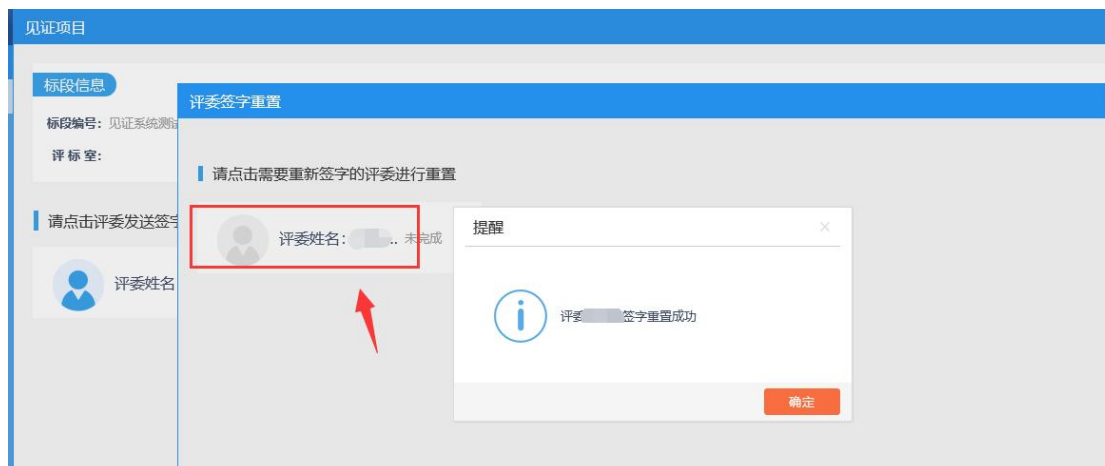 见证项目
标段信息
标段编号：见证系统测试
评 标 室：
请点击评委发送签字
评委姓名
评委签字重置
请点击需要重新签字的评委进行重置
评委姓名： .. 未完成
提醒
评委 签字重置成功
确定